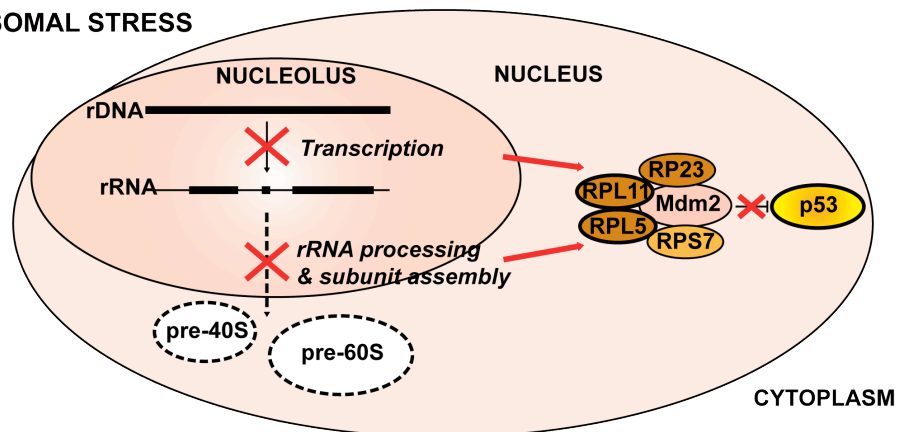 SOMAL STRESS
NUCLEOLUS
NUCLEUS
rDNA
Transcription
rRNA
RP23
RPL11
Mdm2
p53
RPL5
RPS7
rRNA processing
& subunit assembly
pre-40S
pre-60S
CYTOPLASM